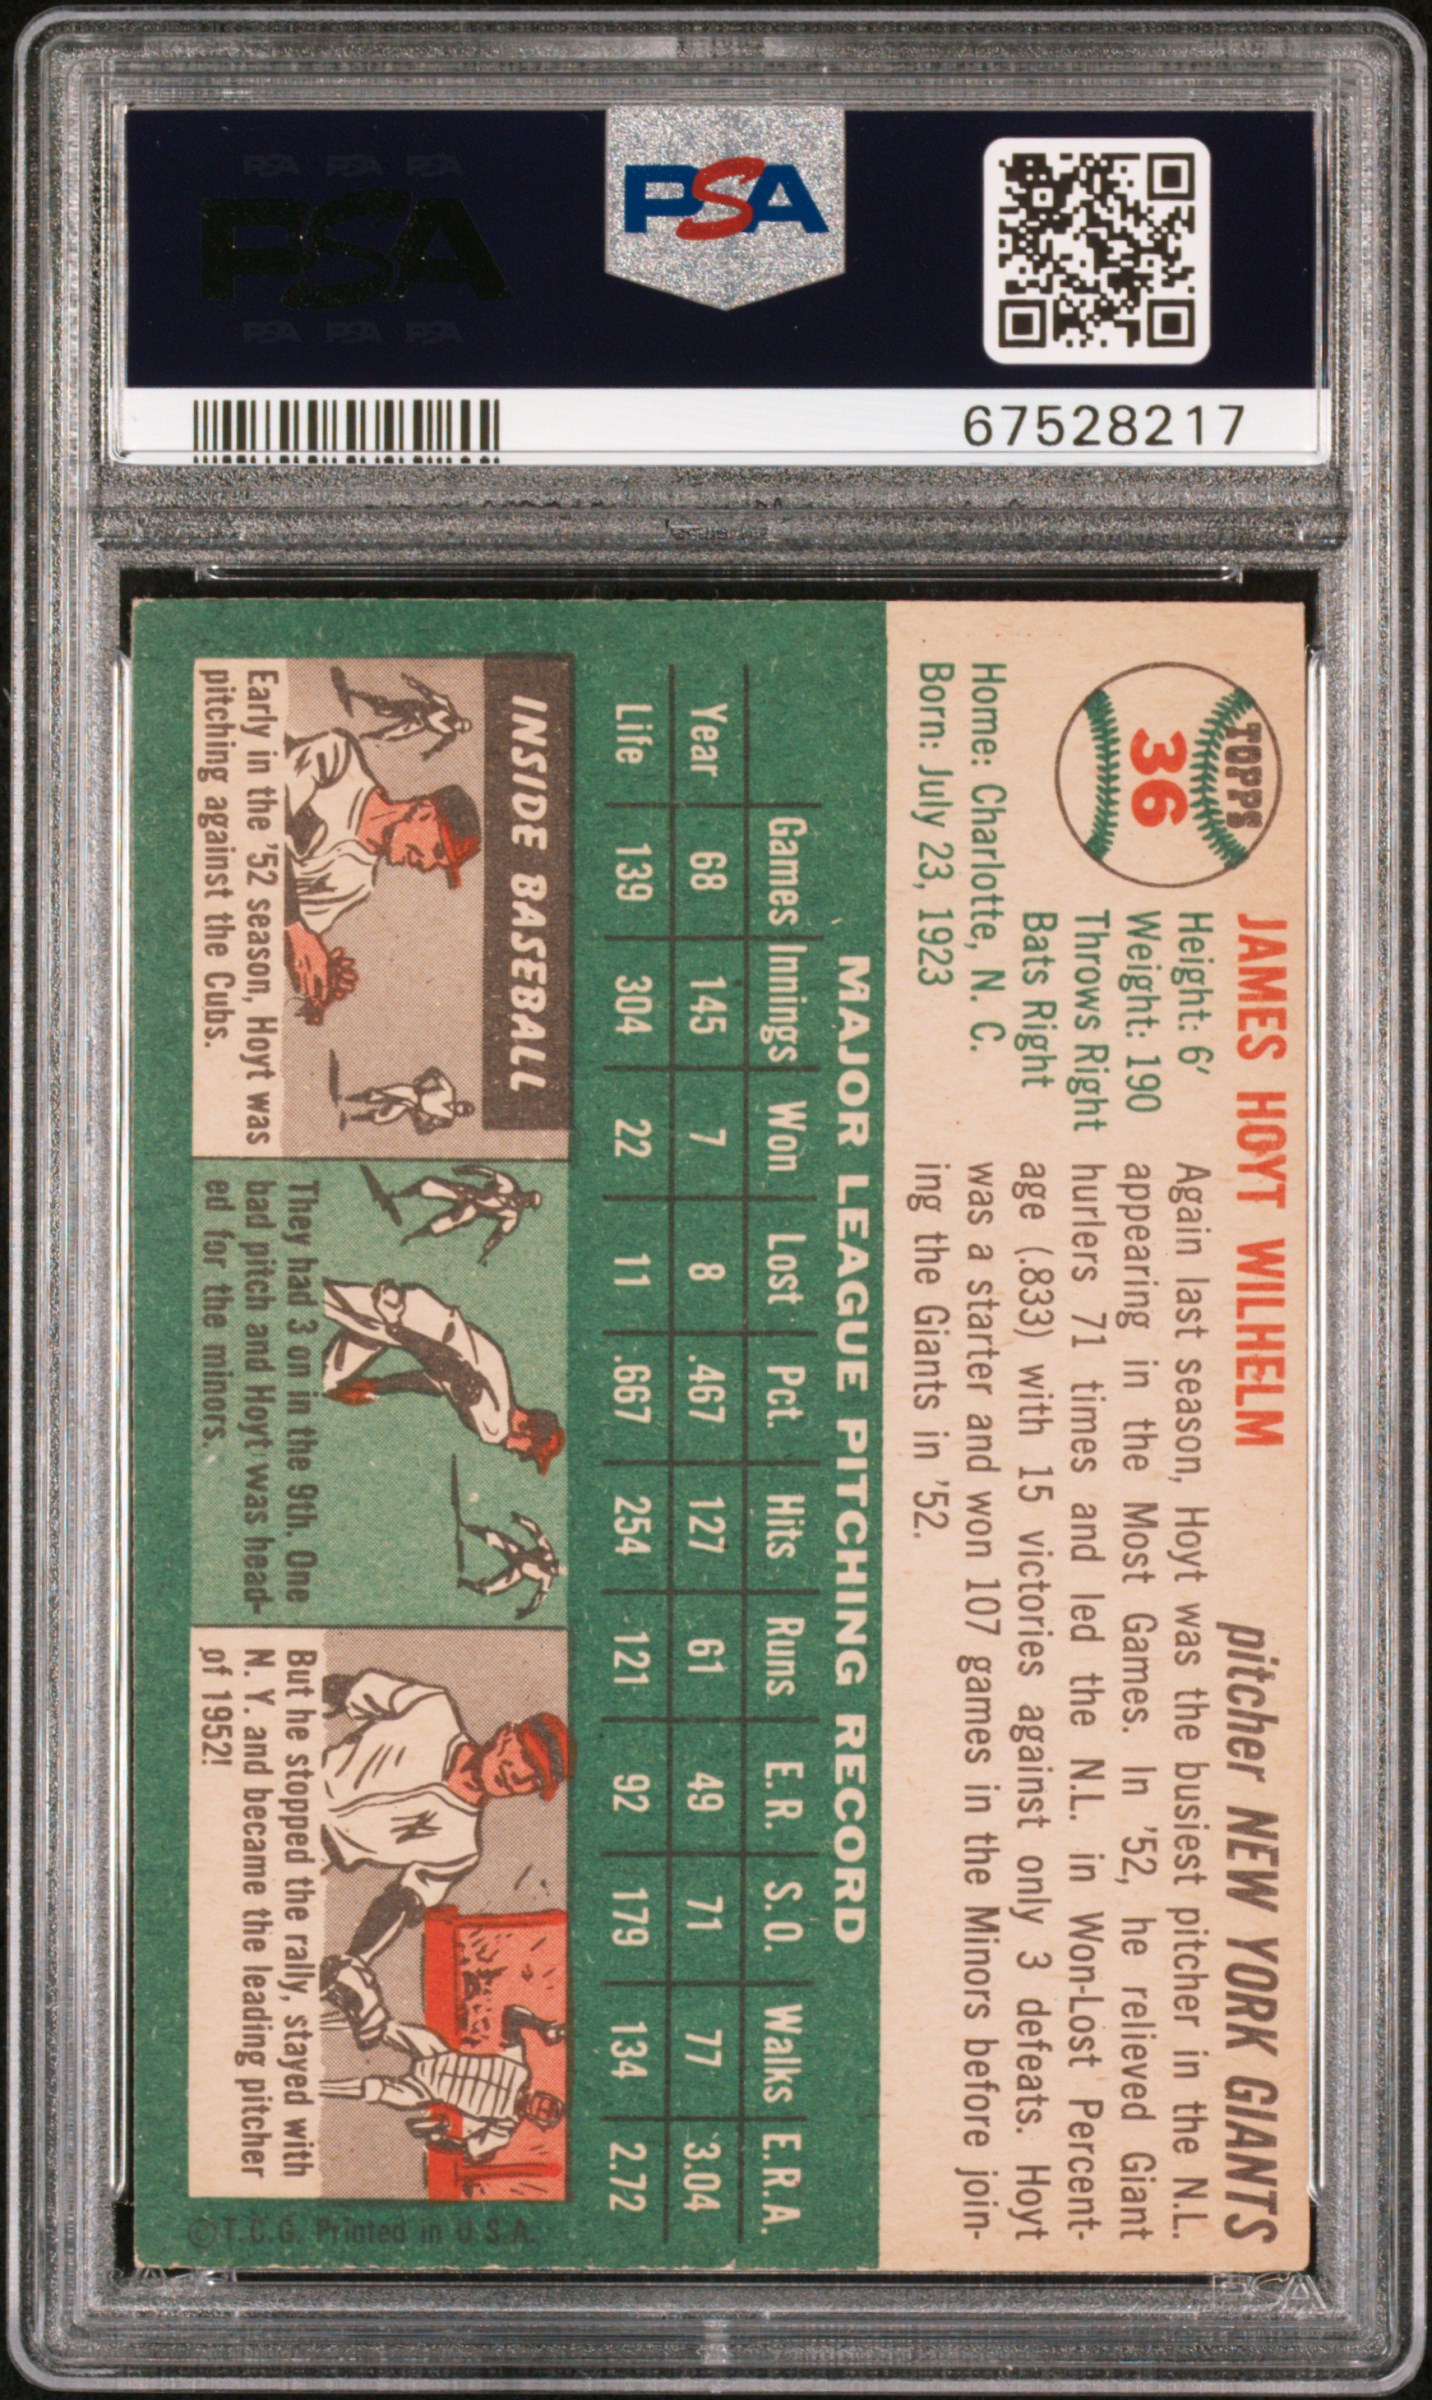 PSA PSA PSA
PSA
PSA PSA PSA
PSA
67528217
TOPPS
36
JAMES HOYT WILHELM
pitcher NEW YORK GIANTS
Height: 6'
Weight: 190
Throws Right
Bats Right
Home: Charlotte, N. C.
Born: July 23, 1923
Again last season, Hoyt was the busiest pitcher in the N.L.
appearing in the Most Games. In '52, he relieved Giant
hurlers 71 times and led the N.L. in Won-Lost Percent-
age (.833) with 15 victories against only 3 defeats. Hoyt
was a starter and won 107 games in the Minors before join-
ing the Giants in '52.
MAJOR LEAGUE PITCHING RECORD
Games Innings Won Lost Pct. Hits Runs E.R. S.O. Walks E.R.A.
Year 68 145 7 8 .467 127 61 49 71 77 3.04
Life 139 304 22 11 .667 254 121 92 179 134 2.72
INSIDE BASEBALL
Early in the '52 season, Hoyt was
pitching against the Cubs.
They had 3 on in the 9th. One
bad pitch and Hoyt was head-
ed for the minors.
But he stopped the rally, stayed with
N. Y. and became the leading pitcher
of 1952!
©T.C.G. Printed in U.S.A.
PSA